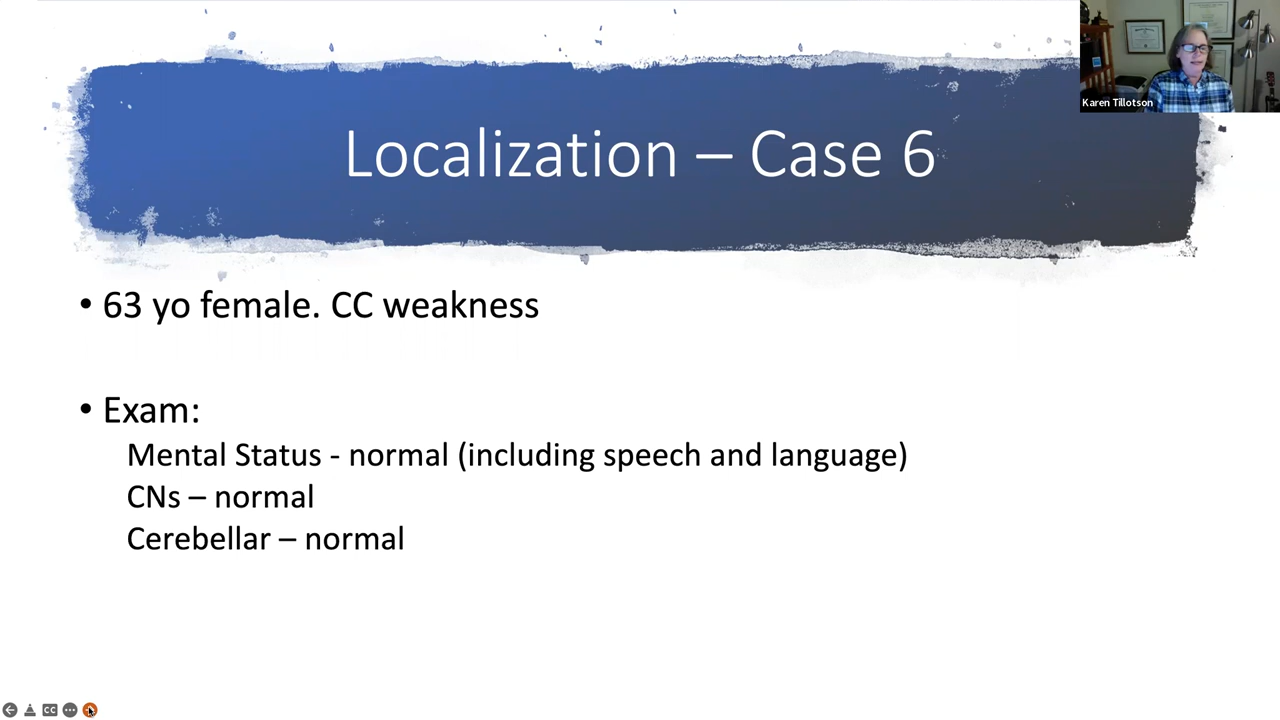 Karen Tillotson
Localization – Case 6
• 63 yo female. CC weakness
• Exam:
Mental Status - normal (including speech and language)
CNs – normal
Cerebellar – normal
CC